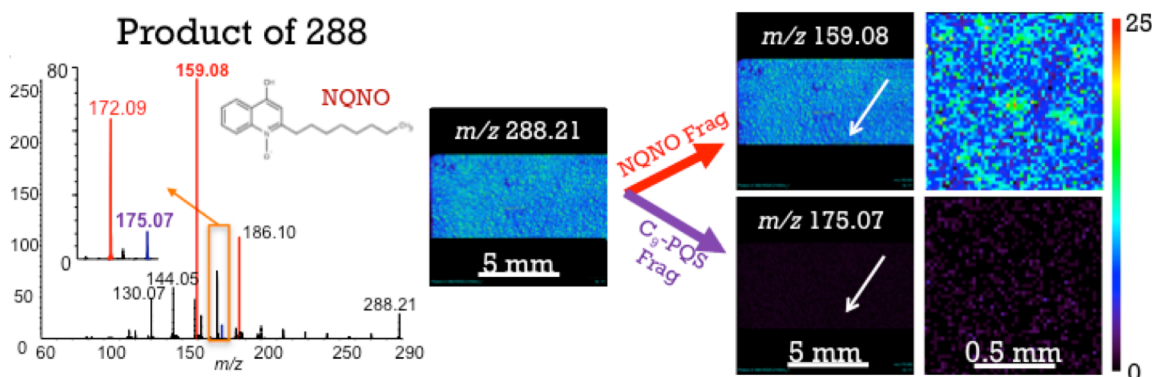 Product of 288
80
0
172.09
175.07
159.08
NQNO
OH
N
CH₃
250
200
150
100
50
0
130.07
144.05
186.10
288.21
60
100
150
200
250
290
m/z
m/z 288.21
5 mm
NQNO Frag
C₉-PQS
Frag
m/z 159.08
m/z 175.07
5 mm
0.5 mm
25
0